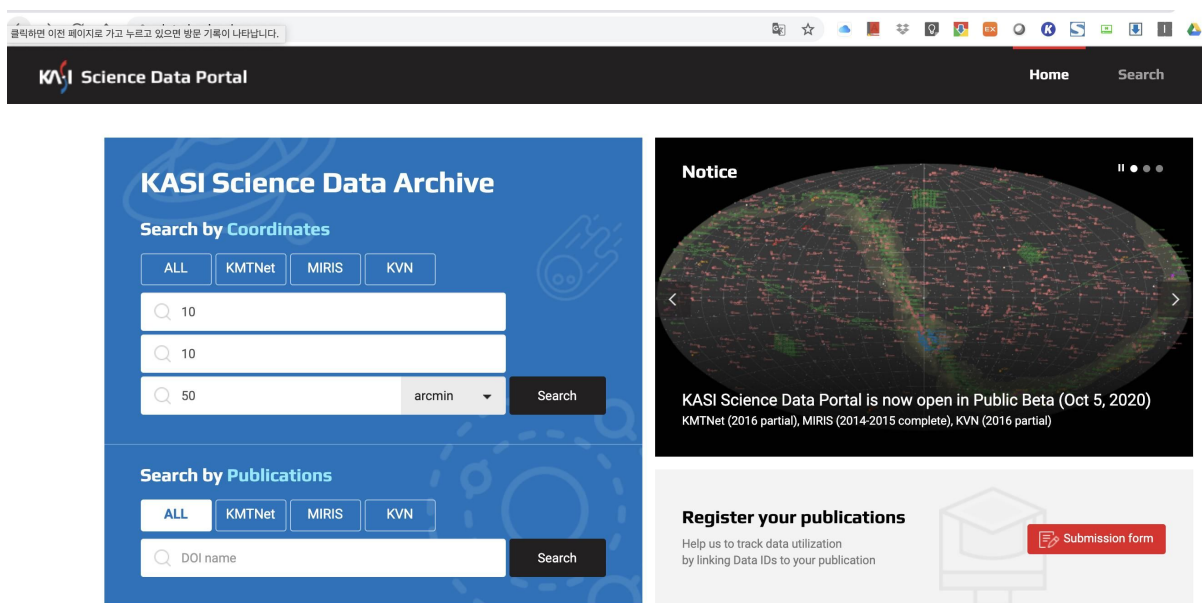 클릭하면 이전 페이지로 가고 누르고 있으면 방문 기록이 나타납니다.
KASI Science Data Portal
Home
Search
KASI Science Data Archive
Search by Coordinates
ALL
KMTNet
MIRIS
KVN
10
10
50
arcmin
Search
Search by Publications
ALL
KMTNet
MIRIS
KVN
DOI name
Search
Notice
KASI Science Data Portal is now open in Public Beta (Oct 5, 2020)
KMTNet (2016 partial), MIRIS (2014-2015 complete), KVN (2016 partial)
Register your publications
Help us to track data utilization
by linking Data IDs to your publication
Submission form